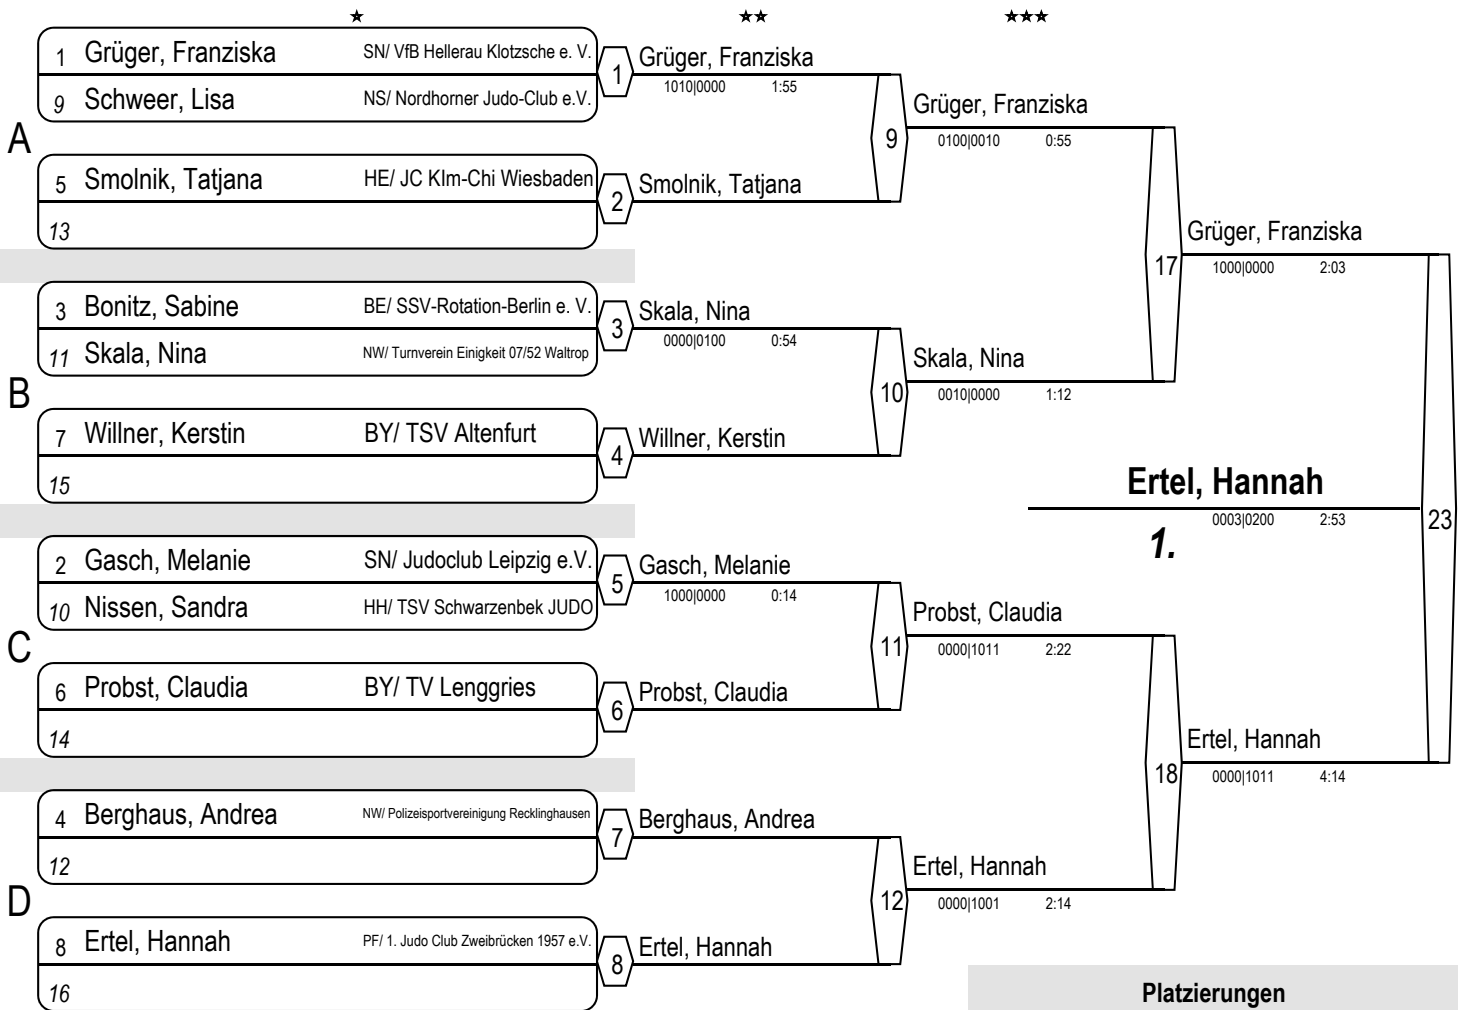 1 Grüger, Franziska SN/ VfB Hellerau Klotzsche e. V.
9 Schweer, Lisa NS/ Nordhorner Judo-Club e.V.
A
5 Smolnik, Tatjana HE/ JC KIm-Chi Wiesbaden
13
3 Bonitz, Sabine BE/ SSV-Rotation-Berlin e. V.
11 Skala, Nina NW/ Turnverein Einigkeit 07/52 Waltrop
B
7 Willner, Kerstin BY/ TSV Altenfurt
15
2 Gasch, Melanie SN/ Judoclub Leipzig e.V.
10 Nissen, Sandra HH/ TSV Schwarzenbek JUDO
C
6 Probst, Claudia BY/ TV Lenggries
14
4 Berghaus, Andrea NW/ Polizeisportvereinigung Recklinghausen
12
D
8 Ertel, Hannah PF/ 1. Judo Club Zweibrücken 1957 e.V.
16
1 Grüger, Franziska
1010|0000 1:55
2 Smolnik, Tatjana
3 Skala, Nina
0000|0100 0:54
4 Willner, Kerstin
5 Gasch, Melanie
1000|0000 0:14
6 Probst, Claudia
7 Berghaus, Andrea
8 Ertel, Hannah
9 Grüger, Franziska
0100|0010 0:55
10 Skala, Nina
0010|0000 1:12
11 Probst, Claudia
0000|1011 2:22
12 Ertel, Hannah
0000|1001 2:14
17 Grüger, Franziska
1000|0000 2:03
18 Ertel, Hannah
0000|1011 4:14
Ertel, Hannah
0003|0200 2:53
23
1.
Platzierungen